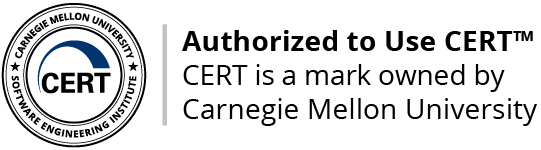 CARNEGIE MELLON UNIVERSITY
CERT
SOFTWARE ENGINEERING INSTITUTE
Authorized to Use CERT™
CERT is a mark owned by
Carnegie Mellon University